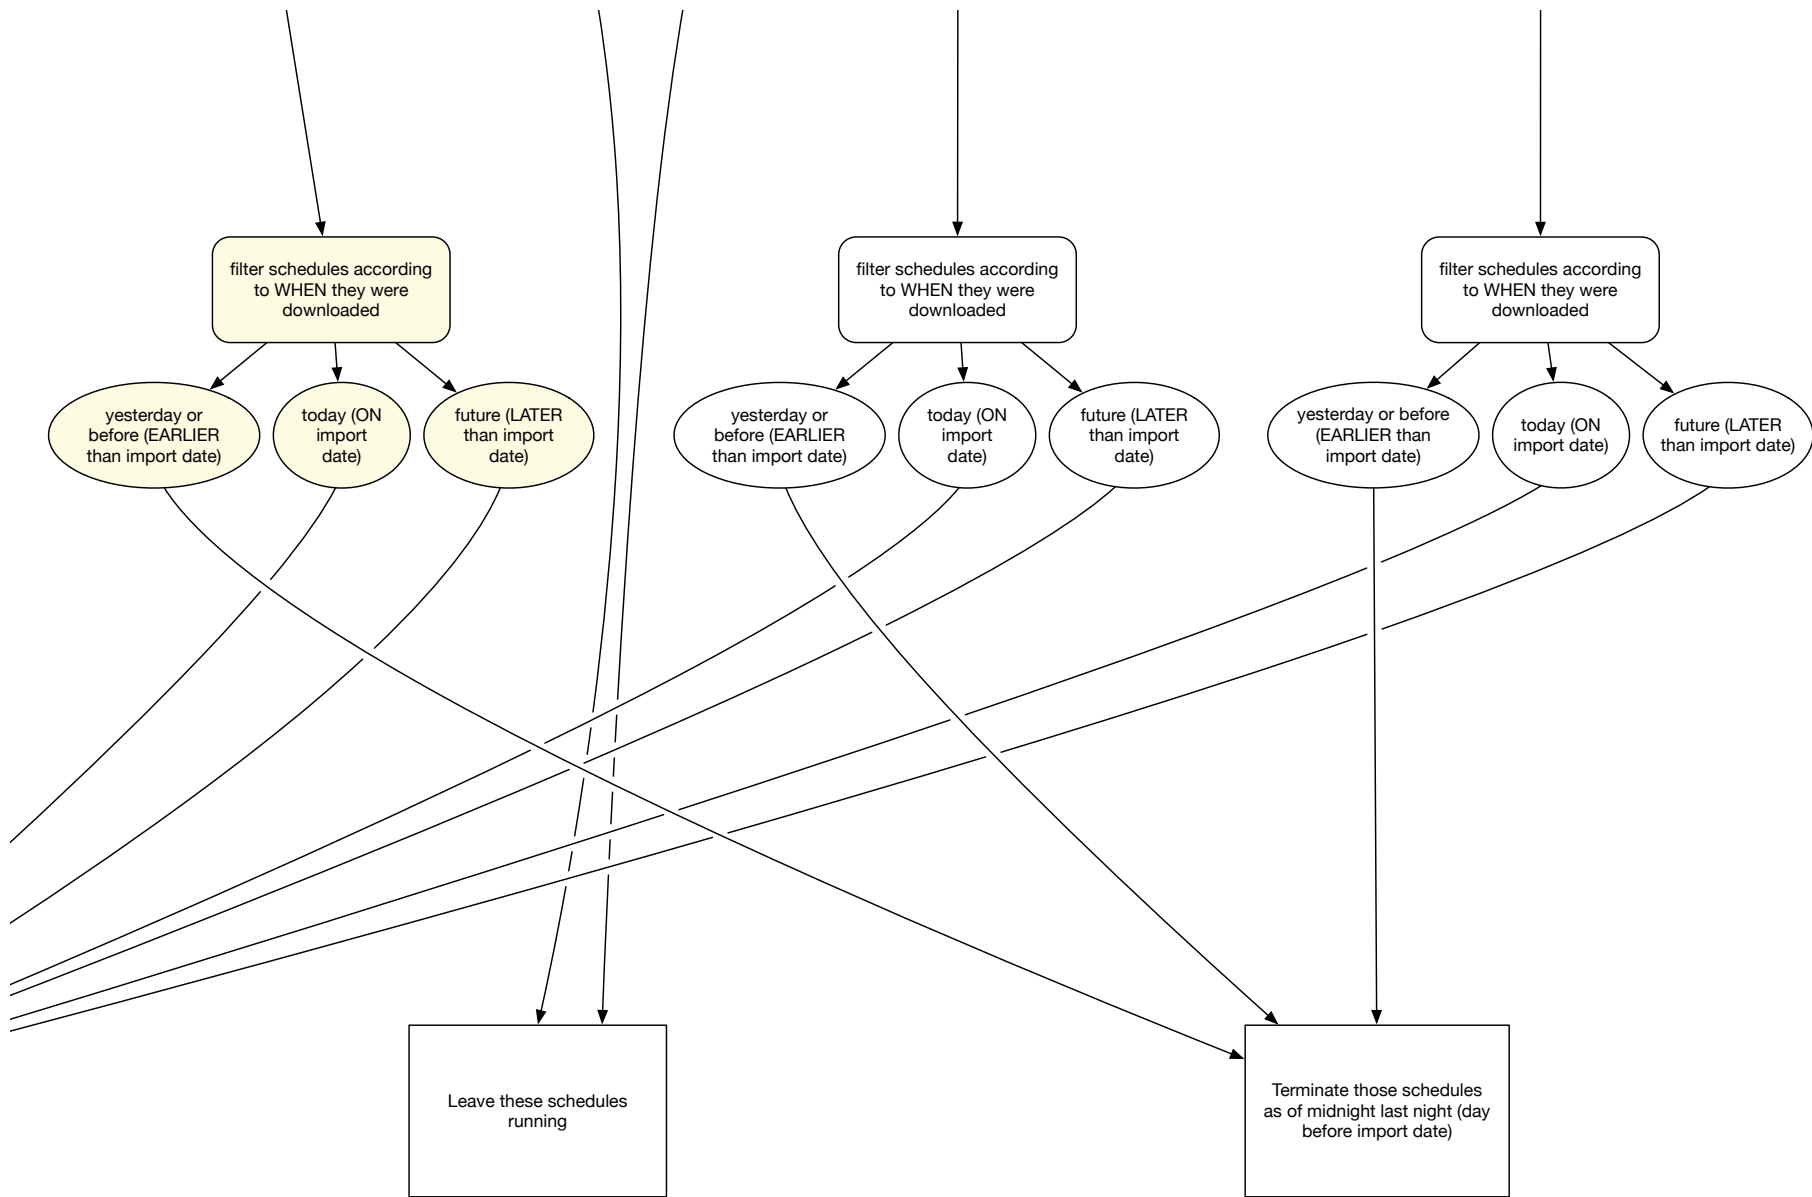 filter schedules according
to WHEN they were
downloaded
filter schedules according
to WHEN they were
downloaded
filter schedules according
to WHEN they were
downloaded
yesterday or
before (EARLIER
than import date)
today (ON
import
date)
future (LATER
than import
date)
yesterday or
before (EARLIER
than import date)
today (ON
import
date)
future (LATER
than import
date)
yesterday or before
(EARLIER than
import date)
today (ON
import date)
future (LATER
than import date)
Leave these schedules
running
Terminate those schedules
as of midnight last night (day
before import date)